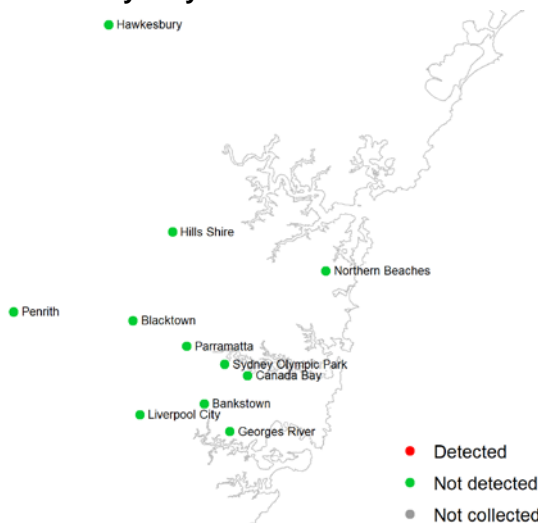 Hawkesbury
Hills Shire
Northern Beaches
Penrith
Blacktown
Parramatta
Sydney Olympic Park
Canada Bay
Bankstown
Liverpool City
Georges River
Detected
Not detected
Not collected